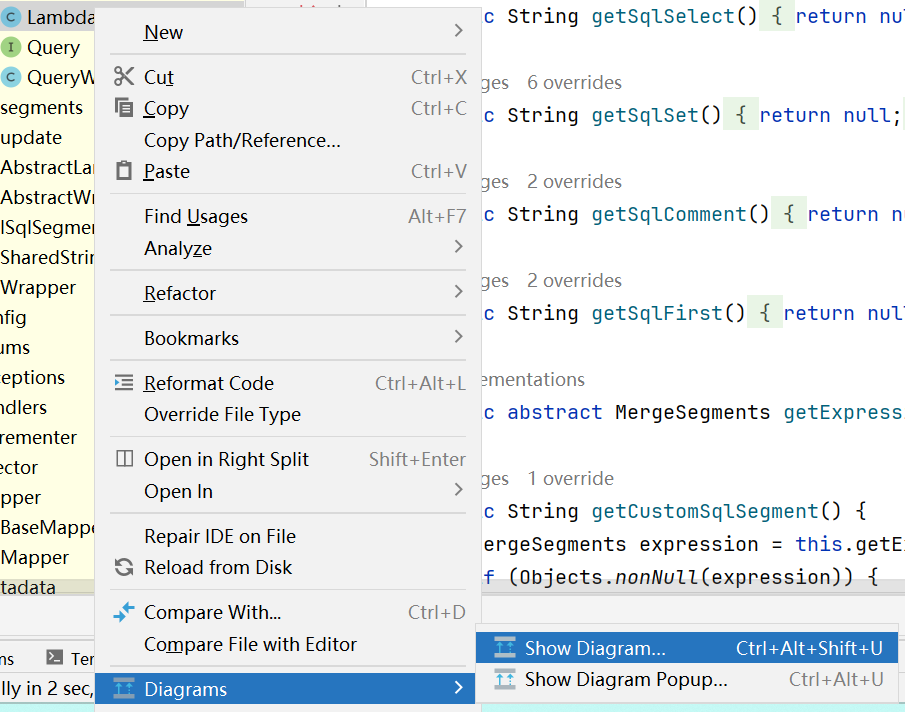 Lambda
Query
QueryW
segments
update
AbstractLa
AbstractWr
ISqlSegmen
SharedStrin
Wrapper
nfig
ums
ceptions
ndlers
rementer
ector
pper
BaseMappe
Mapper
tadata
ns
Ter
lly in 2 sec,
New
Cut Ctrl+X
Copy Ctrl+C
Copy Path/Reference...
Paste Ctrl+V
Find Usages Alt+F7
Analyze
Refactor
Bookmarks
Reformat Code Ctrl+Alt+L
Override File Type
Open in Right Split Shift+Enter
Open In
Repair IDE on File
Reload from Disk
Compare With... Ctrl+D
Compare File with Editor
Diagrams
Show Diagram... Ctrl+Alt+Shift+U
Show Diagram Popup... Ctrl+Alt+U
c String getSqlSelect() { return nul
ges 6 overrides
c String getSqlSet() { return null;
ges 2 overrides
c String getSqlComment() { return n
ges 2 overrides
c String getSqlFirst() { return nul
ementations
c abstract MergeSegments getExpress
ges 1 override
c String getCustomSqlSegment() {
ergeSegments expression = this.getE
f (Objects.nonNull(expression)) {